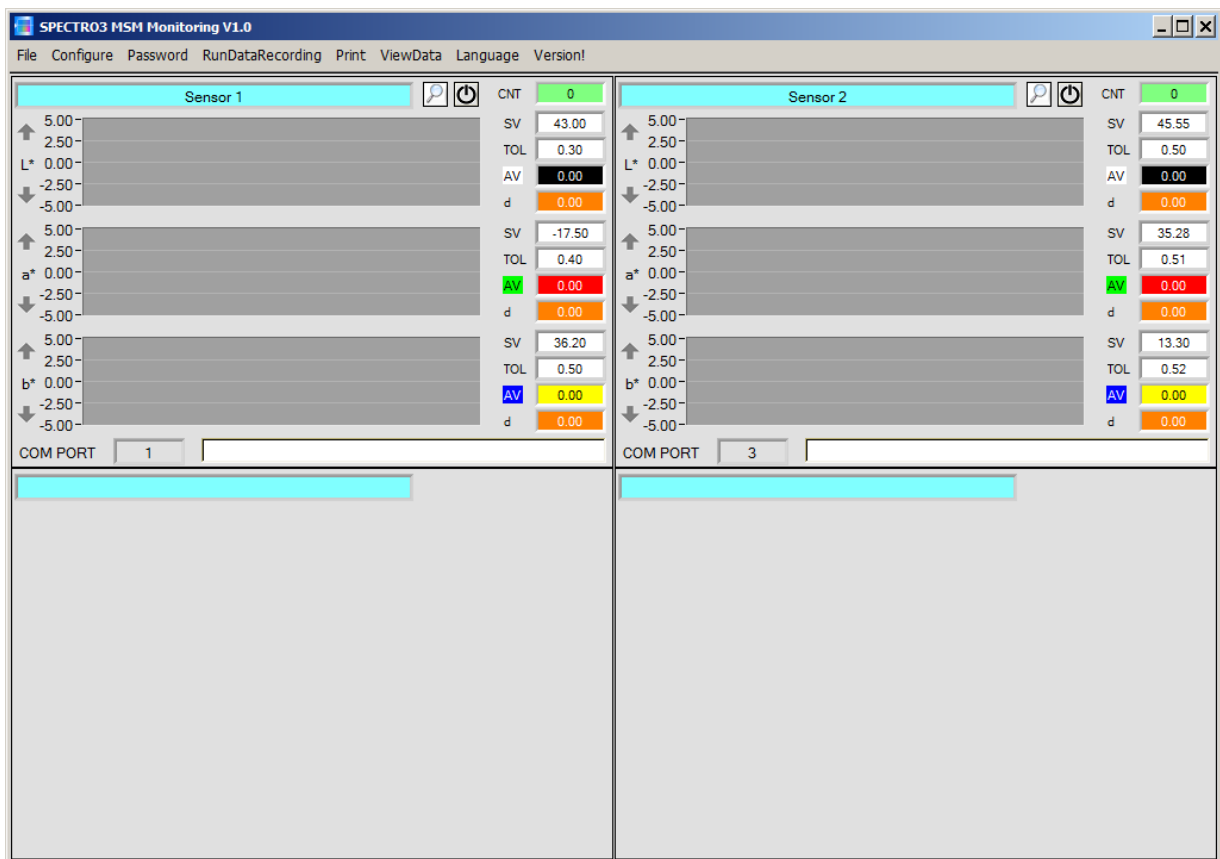 SPECTRO3 MSM Monitoring V1.0
File Configure Password RunDataRecording Print ViewData Language Version!
Sensor 1 CNT 0
5.00 SV 43.00
2.50 TOL 0.30
L* 0.00 AV 0.00
-2.50
-5.00 d 0.00
5.00 SV -17.50
2.50 TOL 0.40
a* 0.00 AV 0.00
-2.50
-5.00 d 0.00
5.00 SV 36.20
2.50 TOL 0.50
b* 0.00 AV 0.00
-2.50
-5.00 d 0.00
COM PORT 1
Sensor 2 CNT 0
5.00 SV 45.55
2.50 TOL 0.50
L* 0.00 AV 0.00
-2.50
-5.00 d 0.00
5.00 SV 35.28
2.50 TOL 0.51
a* 0.00 AV 0.00
-2.50
-5.00 d 0.00
5.00 SV 13.30
2.50 TOL 0.52
b* 0.00 AV 0.00
-2.50
-5.00 d 0.00
COM PORT 3